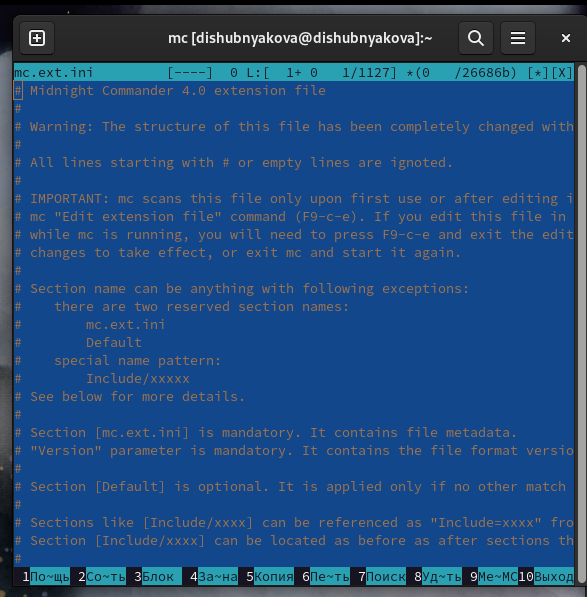 mc [dishubnyakova@dishubnyakova]:~
mc.ext.ini [----] 0 L:[ 1+ 0 1/1127] *(0 /26686b) [*][X]
# Midnight Commander 4.0 extension file
#
# Warning: The structure of this file has been completely changed with
#
# All lines starting with # or empty lines are ignoted.
#
# IMPORTANT: mc scans this file only upon first use or after editing i
# mc "Edit extension file" command (F9-c-e). If you edit this file in
# while mc is running, you will need to press F9-c-e and exit the edit
# changes to take effect, or exit mc and start it again.
#
# Section name can be anything with following exceptions:
#    there are two reserved section names:
#        mc.ext.ini
#        Default
#    special name pattern:
#        Include/xxxxx
# See below for more details.
#
# Section [mc.ext.ini] is mandatory. It contains file metadata.
# "Version" parameter is mandatory. It contains the file format versio
#
# Section [Default] is optional. It is applied only if no other match
#
# Sections like [Include/xxxx] can be referenced as "Include=xxxx" fro
# Section [Include/xxxx] can be located as before as after sections th
#
1По~щь 2Со~ть 3Блок 4За~на 5Копия 6Пе~ть 7Поиск 8Уд~ть 9Ме~МС10Выход